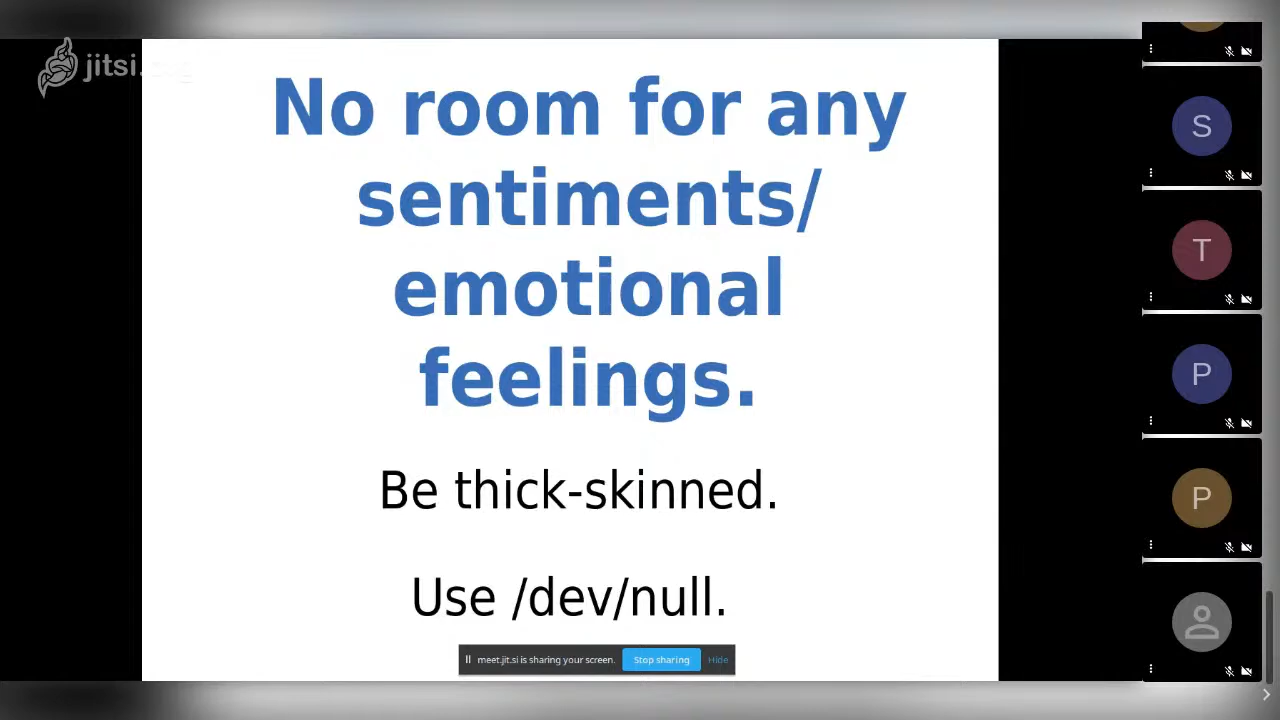 jitsi.org
No room for any
sentiments/
emotional
feelings.
Be thick-skinned.
Use /dev/null.
meet.jit.si is sharing your screen.
Stop sharing
Hide
S
T
P
P